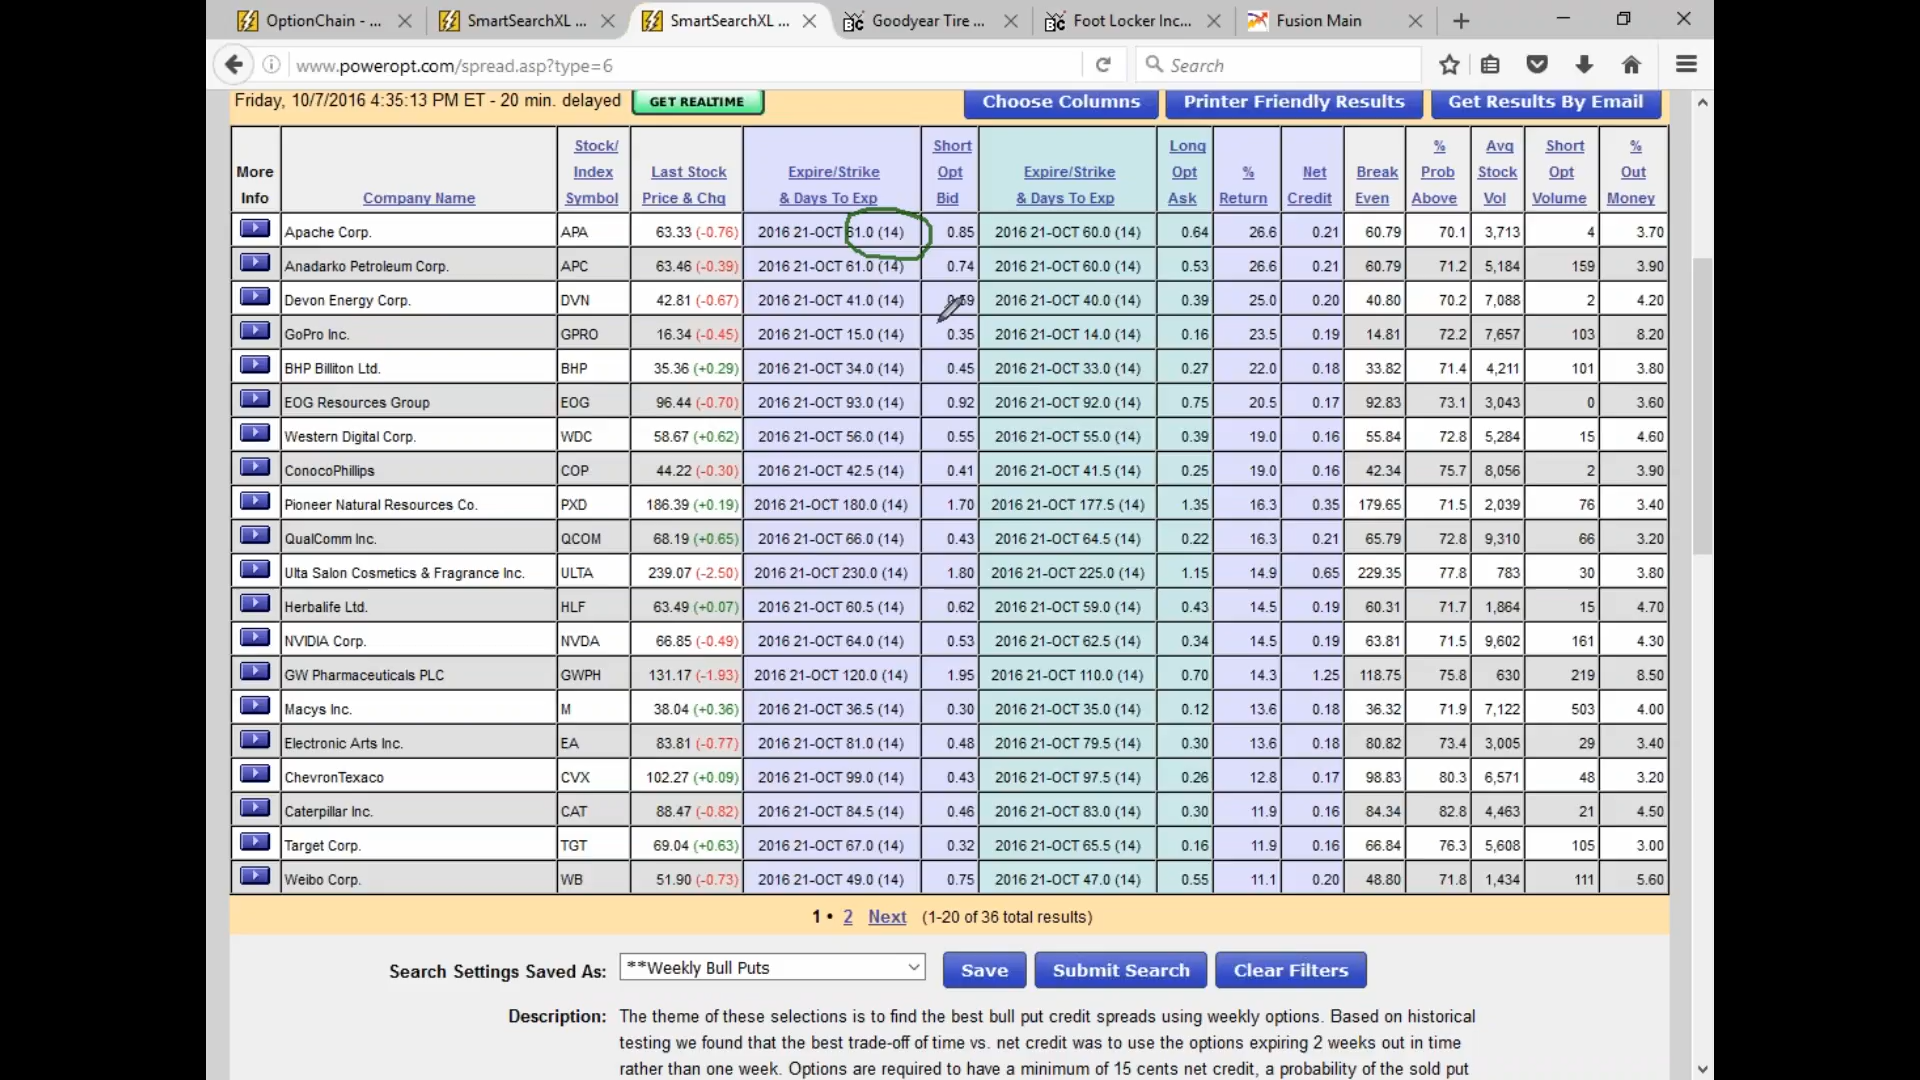 OptionChain - ... SmartSearchXL ... SmartSearchXL ... Goodyear Tire ... Foot Locker Inc... Fusion Main
www.poweropt.com/spread.asp?type=6 Search
Friday, 10/7/2016 4:35:13 PM ET - 20 min. delayed GET REALTIME Choose Columns Printer Friendly Results Get Results By Email
More Info Company Name Stock/ Index Symbol Last Stock Price & Chg Expire/Strike & Days To Exp Short Opt Bid Expire/Strike & Days To Exp Long Opt Ask % Return Net Credit Break Even % Prob Above Avg Stock Vol Short Opt Volume % Out Money
Apache Corp. APA 63.33 (-0.76) 2016 21-OCT 61.0 (14) 0.85 2016 21-OCT 60.0 (14) 0.64 26.6 0.21 60.79 70.1 3,713 4 3.70
Anadarko Petroleum Corp. APC 63.46 (-0.39) 2016 21-OCT 61.0 (14) 0.74 2016 21-OCT 60.0 (14) 0.53 26.6 0.21 60.79 71.2 5,184 159 3.90
Devon Energy Corp. DVN 42.81 (-0.67) 2016 21-OCT 41.0 (14) 2016 21-OCT 40.0 (14) 0.39 25.0 0.20 40.80 70.2 7,088 2 4.20
GoPro Inc. GPRO 16.34 (-0.45) 2016 21-OCT 15.0 (14) 0.35 2016 21-OCT 14.0 (14) 0.16 23.5 0.19 14.81 72.2 7,657 103 8.20
BHP Billiton Ltd. BHP 35.36 (+0.29) 2016 21-OCT 34.0 (14) 0.45 2016 21-OCT 33.0 (14) 0.27 22.0 0.18 33.82 71.4 4,211 101 3.80
EOG Resources Group EOG 96.44 (-0.70) 2016 21-OCT 93.0 (14) 0.92 2016 21-OCT 92.0 (14) 0.75 20.5 0.17 92.83 73.1 3,043 0 3.60
Western Digital Corp. WDC 58.67 (+0.62) 2016 21-OCT 56.0 (14) 0.55 2016 21-OCT 55.0 (14) 0.39 19.0 0.16 55.84 72.8 5,284 15 4.60
ConocoPhillips COP 44.22 (-0.30) 2016 21-OCT 42.5 (14) 0.41 2016 21-OCT 41.5 (14) 0.25 19.0 0.16 42.34 75.7 8,056 2 3.90
Pioneer Natural Resources Co. PXD 186.39 (+0.19) 2016 21-OCT 180.0 (14) 1.70 2016 21-OCT 177.5 (14) 1.35 16.3 0.35 179.65 71.5 2,039 76 3.40
QualComm Inc. QCOM 68.19 (+0.65) 2016 21-OCT 66.0 (14) 0.43 2016 21-OCT 64.5 (14) 0.22 16.3 0.21 65.79 72.8 9,310 66 3.20
Ulta Salon Cosmetics & Fragrance Inc. ULTA 239.07 (-2.50) 2016 21-OCT 230.0 (14) 1.80 2016 21-OCT 225.0 (14) 1.15 14.9 0.65 229.35 77.8 783 30 3.80
Herbalife Ltd. HLF 63.49 (+0.07) 2016 21-OCT 60.5 (14) 0.62 2016 21-OCT 59.0 (14) 0.43 14.5 0.19 60.31 71.7 1,864 15 4.70
NVIDIA Corp. NVDA 66.85 (-0.49) 2016 21-OCT 64.0 (14) 0.53 2016 21-OCT 62.5 (14) 0.34 14.5 0.19 63.81 71.5 9,602 161 4.30
GW Pharmaceuticals PLC GWPH 131.17 (-1.93) 2016 21-OCT 120.0 (14) 1.95 2016 21-OCT 110.0 (14) 0.70 14.3 1.25 118.75 75.8 630 219 8.50
Macys Inc. M 38.04 (+0.36) 2016 21-OCT 36.5 (14) 0.30 2016 21-OCT 35.0 (14) 0.12 13.6 0.18 36.32 71.9 7,122 503 4.00
Electronic Arts Inc. EA 83.81 (-0.77) 2016 21-OCT 81.0 (14) 0.48 2016 21-OCT 79.5 (14) 0.30 13.6 0.18 80.82 73.4 3,005 29 3.40
ChevronTexaco CVX 102.27 (+0.09) 2016 21-OCT 99.0 (14) 0.43 2016 21-OCT 97.5 (14) 0.26 12.8 0.17 98.83 80.3 6,571 48 3.20
Caterpillar Inc. CAT 88.47 (-0.82) 2016 21-OCT 84.5 (14) 0.46 2016 21-OCT 83.0 (14) 0.30 11.9 0.16 84.34 82.8 4,463 21 4.50
Target Corp. TGT 69.04 (+0.63) 2016 21-OCT 67.0 (14) 0.32 2016 21-OCT 65.5 (14) 0.16 11.9 0.16 66.84 76.3 5,608 105 3.00
Weibo Corp. WB 51.90 (-0.73) 2016 21-OCT 49.0 (14) 0.75 2016 21-OCT 47.0 (14) 0.55 11.1 0.20 48.80 71.8 1,434 111 5.60
1 • 2 Next (1-20 of 36 total results)
Search Settings Saved As: **Weekly Bull Puts Save Submit Search Clear Filters
Description: The theme of these selections is to find the best bull put credit spreads using weekly options. Based on historical
testing we found that the best trade-off of time vs. net credit was to use the options expiring 2 weeks out in time
rather than one week. Options are required to have a minimum of 15 cents net credit, a probability of the sold put